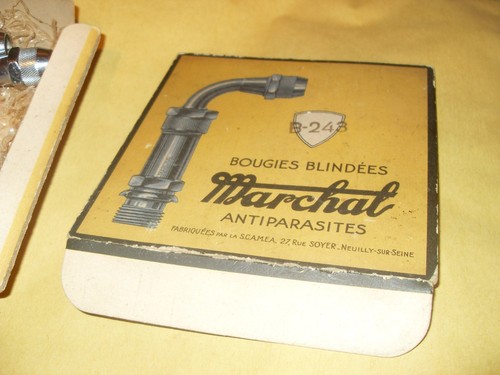 B-243
BOUGIES BLINDÉES
Marchal
ANTIPARASITES
FABRIQUÉES PAR LA S.C.A.M.E.A. 27, RUE SOYER. NEUILLY-SUR-SEINE